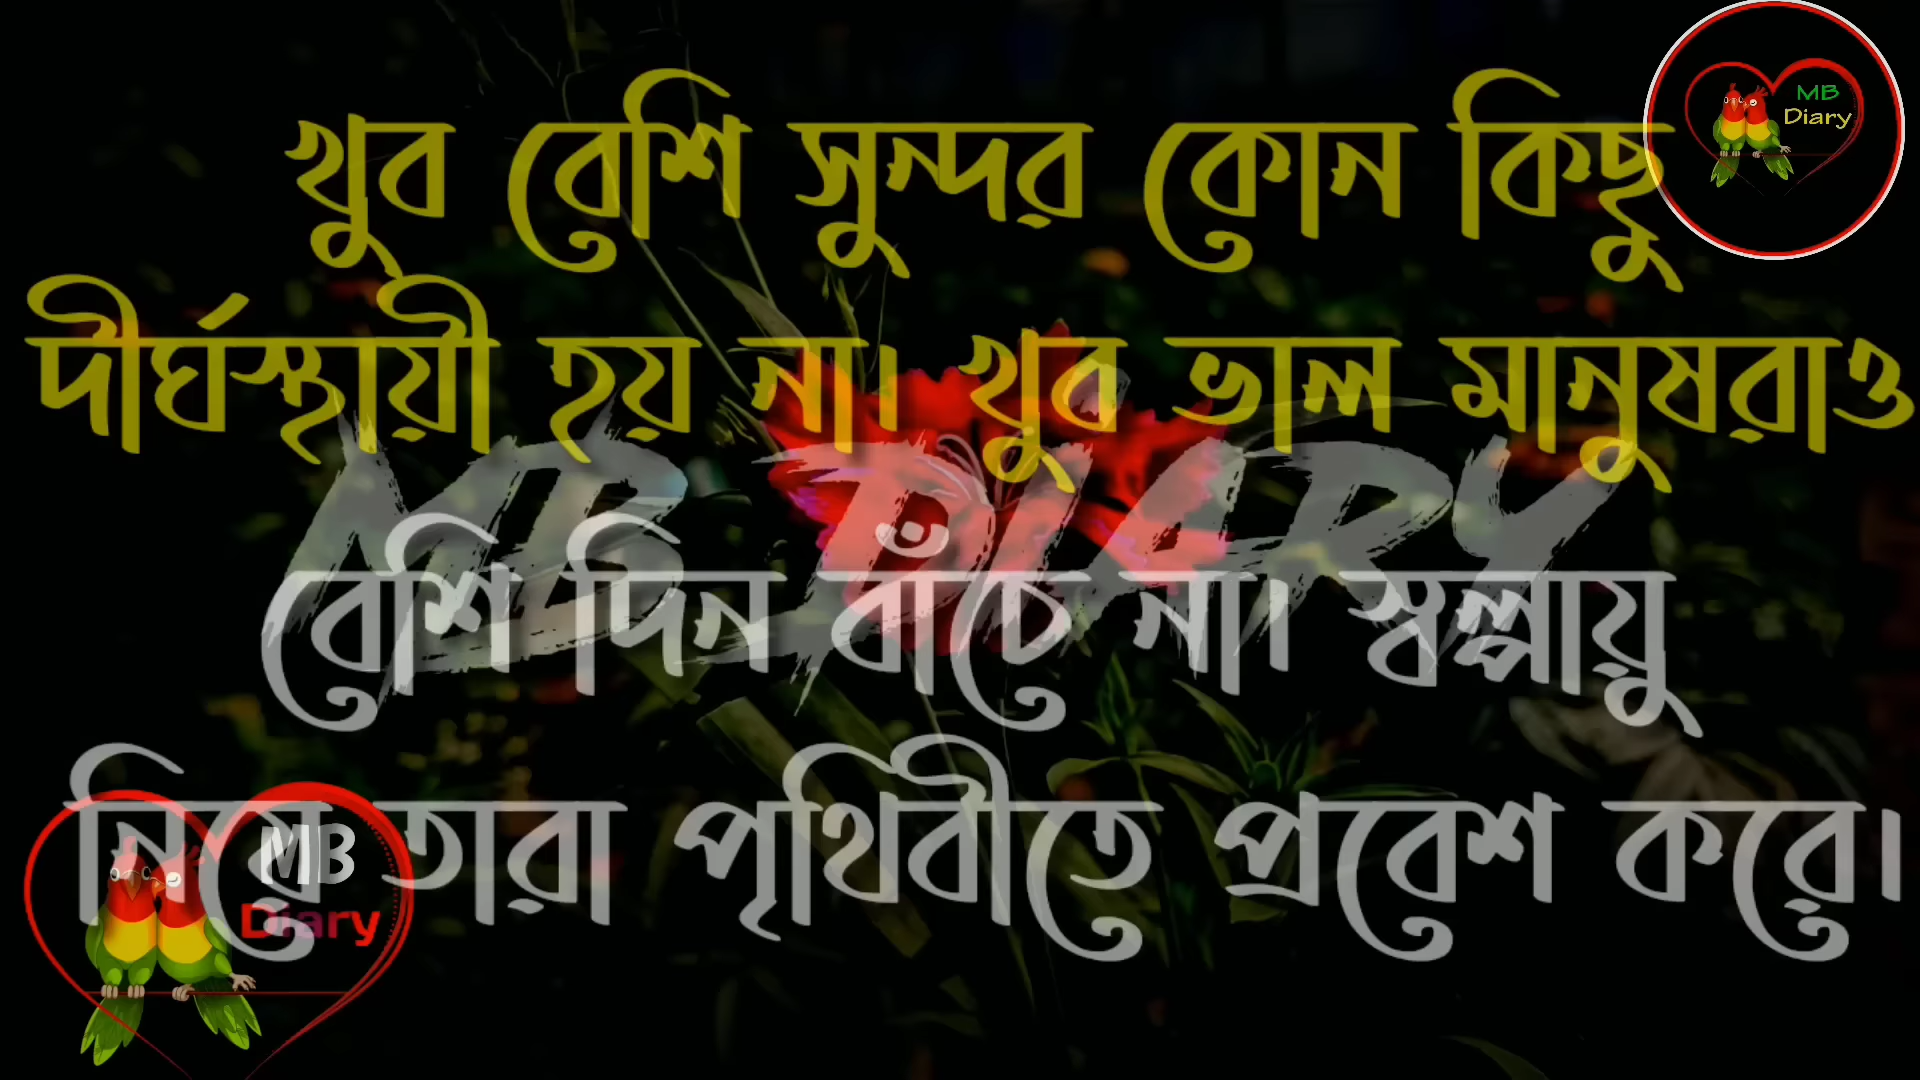 খুব বেশি সুন্দর কোন কিছু
MB
Diary
দীর্ঘস্থায়ী হয় না। খুব ভাল মানুষরাও
MB DIARY
বেশি দিন বাঁচে না। স্বল্পায়ু
নিয়ে তারা পৃথিবীতে প্রবেশ করে।
MB
Diary